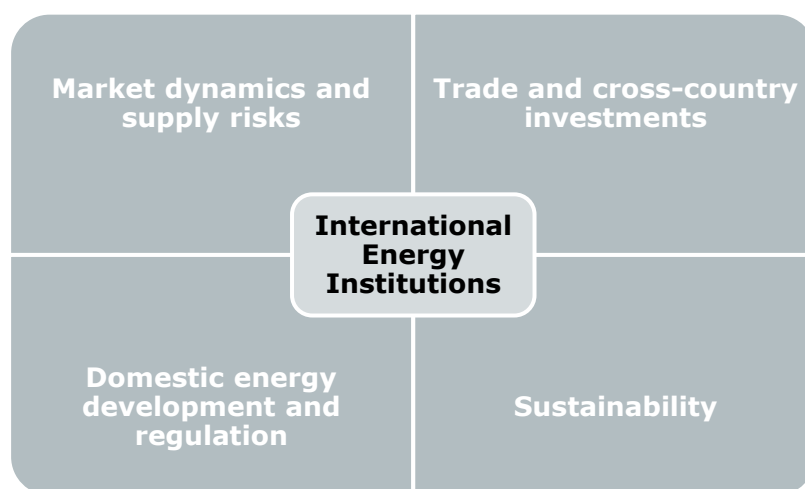 Market dynamics and
supply risks
Trade and cross-country
investments
International
Energy
Institutions
Domestic energy
development and
regulation
Sustainability